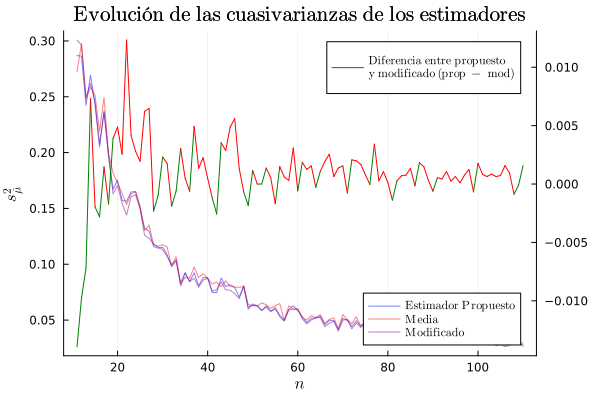 Evolución de las cuasivarianzas de los estimadores
Diferencia entre propuesto
y modificado (prop − mod)
0.30
0.25
0.20
0.15
0.10
0.05
s²_μ̂
0.010
0.005
0.000
−0.005
−0.010
Estimador Propuesto
Media
Modificado
20
40
60
80
100
n